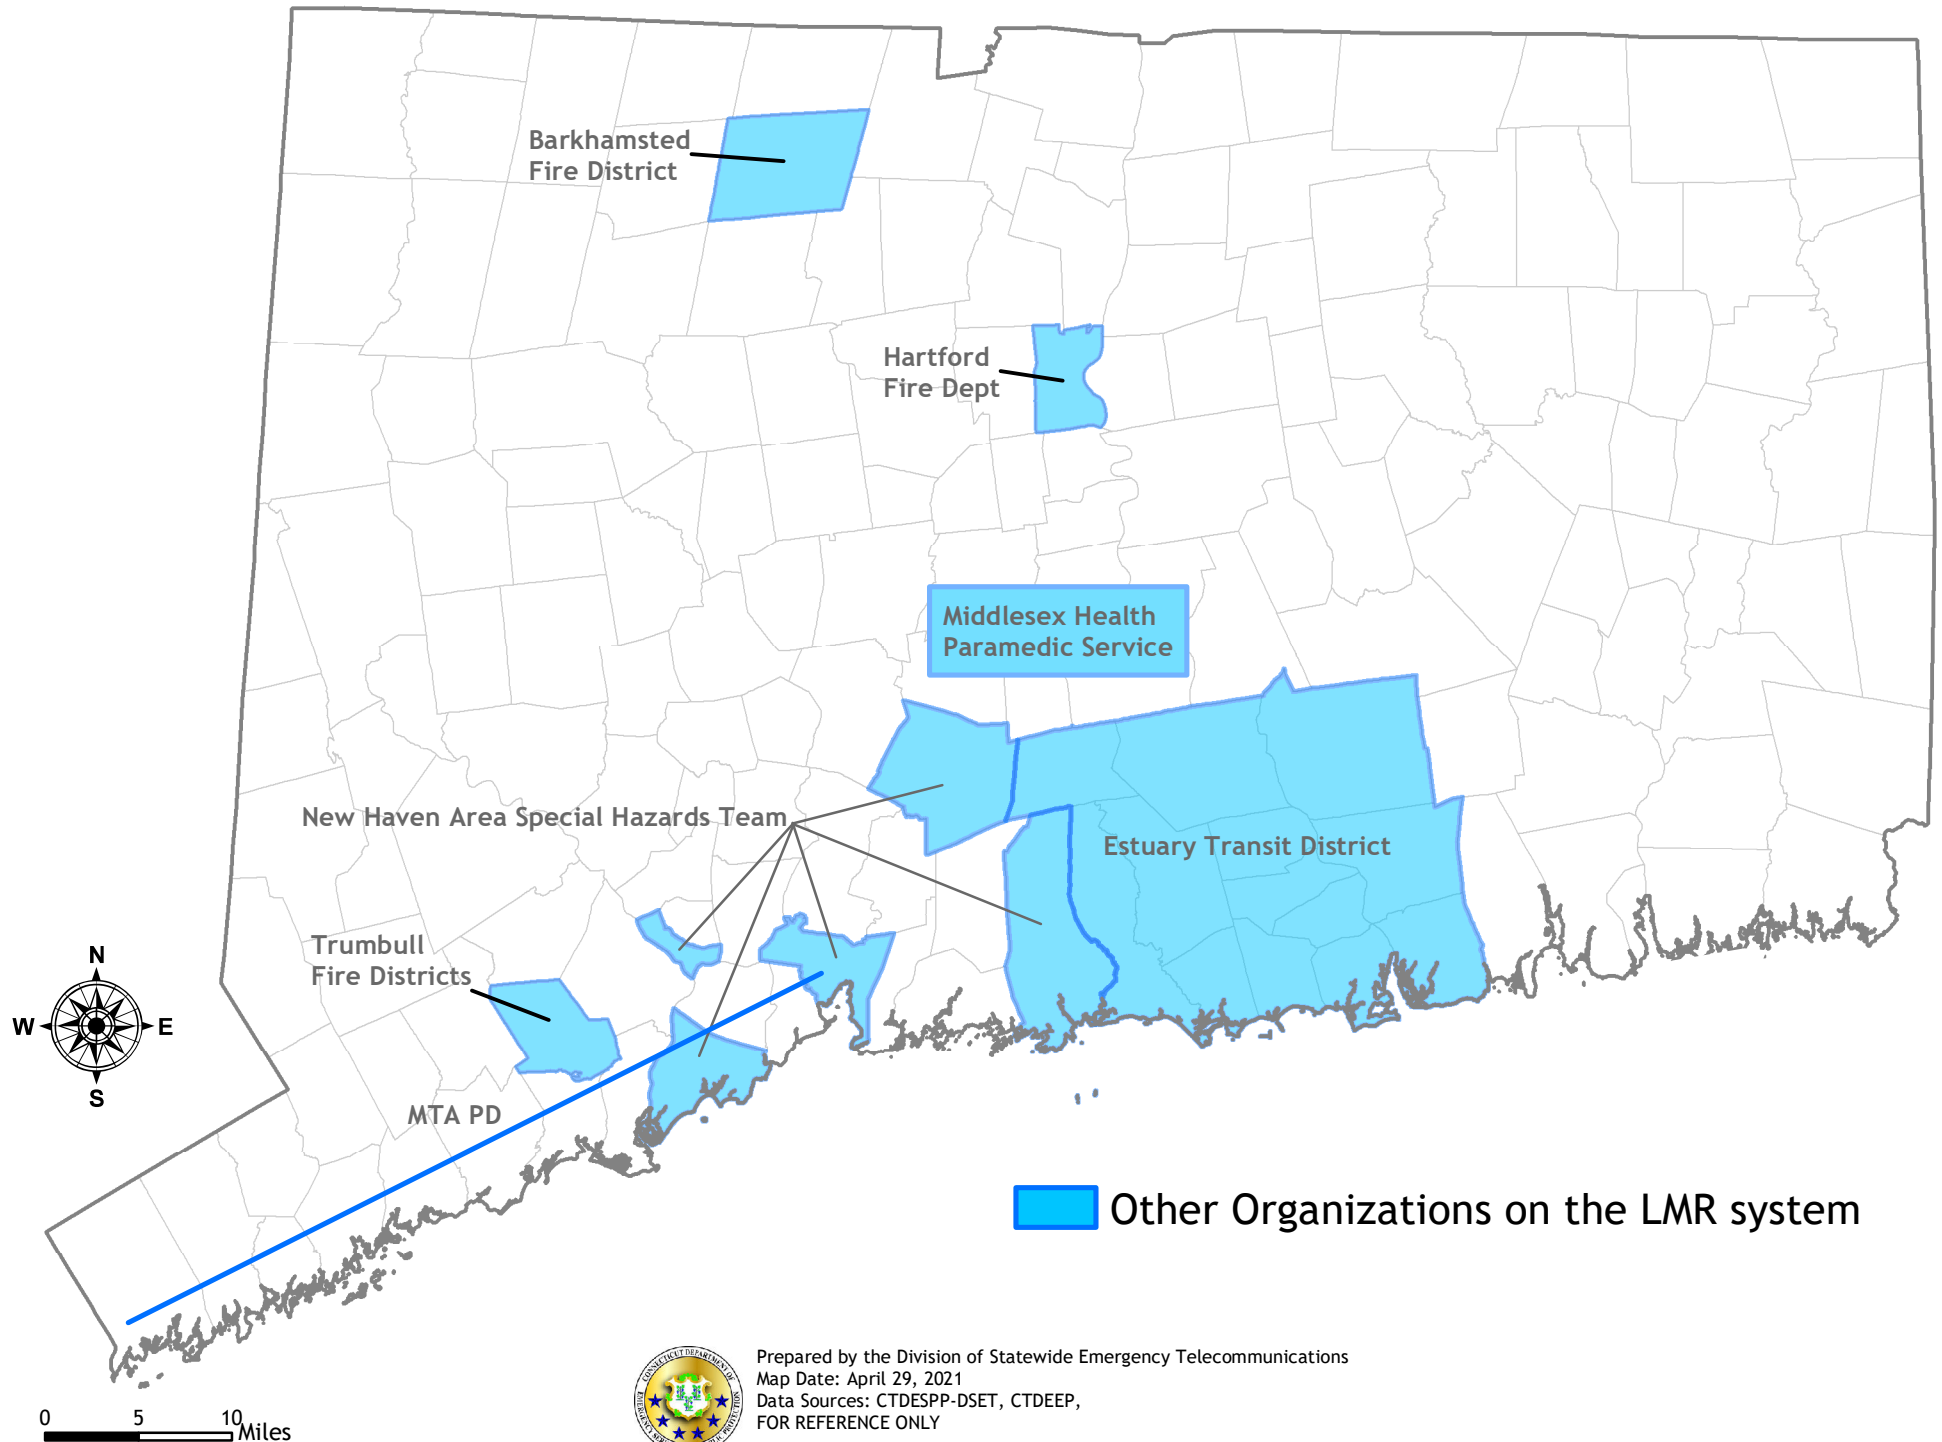 Barkhamsted
Fire District
Hartford
Fire Dept
Middlesex Health
Paramedic Service
New Haven Area Special Hazards Team
Estuary Transit District
Trumbull
Fire Districts
N
W
E
S
MTA PD
Other Organizations on the LMR system
Prepared by the Division of Statewide Emergency Telecommunications
Map Date: April 29, 2021
Data Sources: CTDESPP-DSET, CTDEEP,
FOR REFERENCE ONLY
0 5 10 Miles